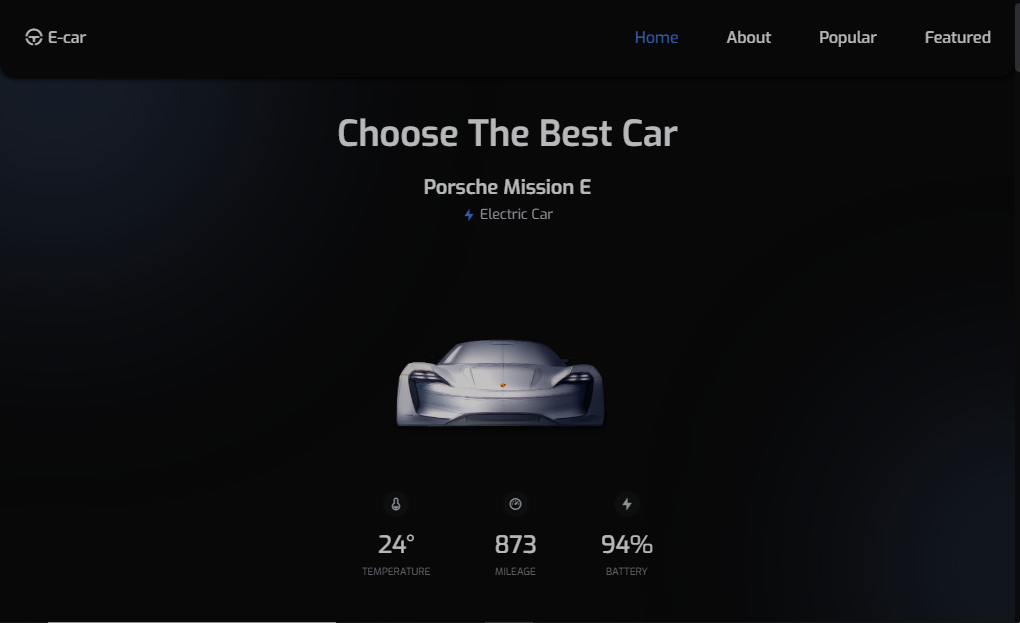 E-car
Home About Popular Featured
Choose The Best Car
Porsche Mission E
Electric Car
24° 873 94%
TEMPERATURE MILEAGE BATTERY